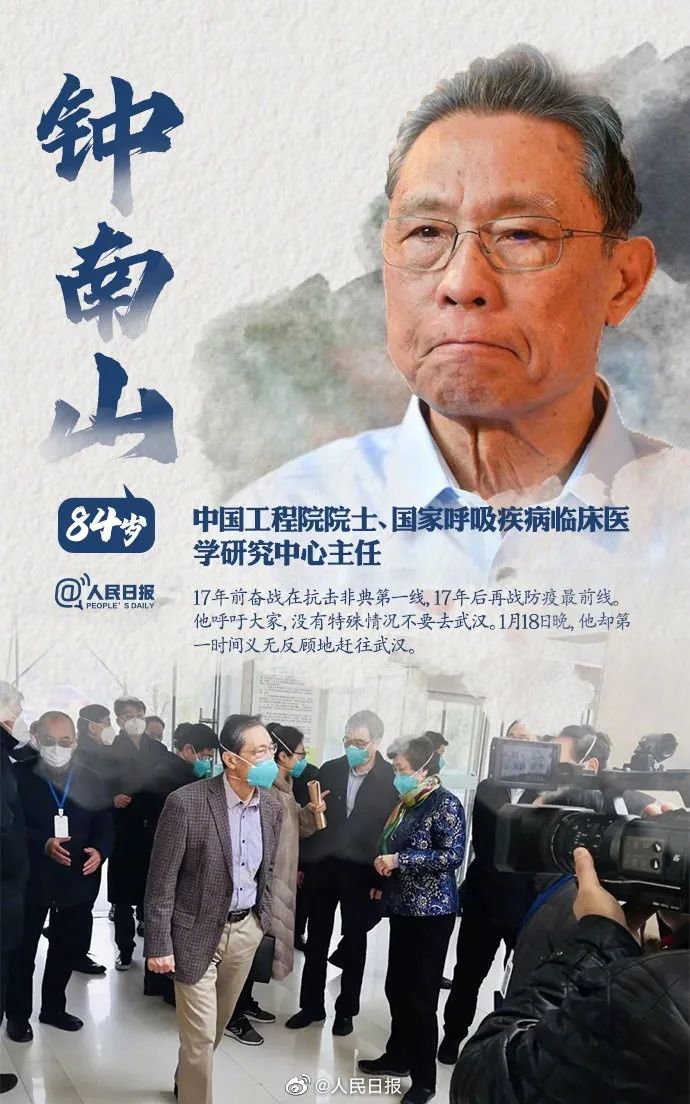 钟南山
84岁
中国工程院院士、国家呼吸疾病临床医
学研究中心主任
@人民日报
PEOPLE'S DAILY
17年前奋战在抗击非典第一线,17年后再战防疫最前线。
他呼吁大家,没有特殊情况不要去武汉。1月18日晚,他却第
一时间义无反顾地赶往武汉。
@人民日报